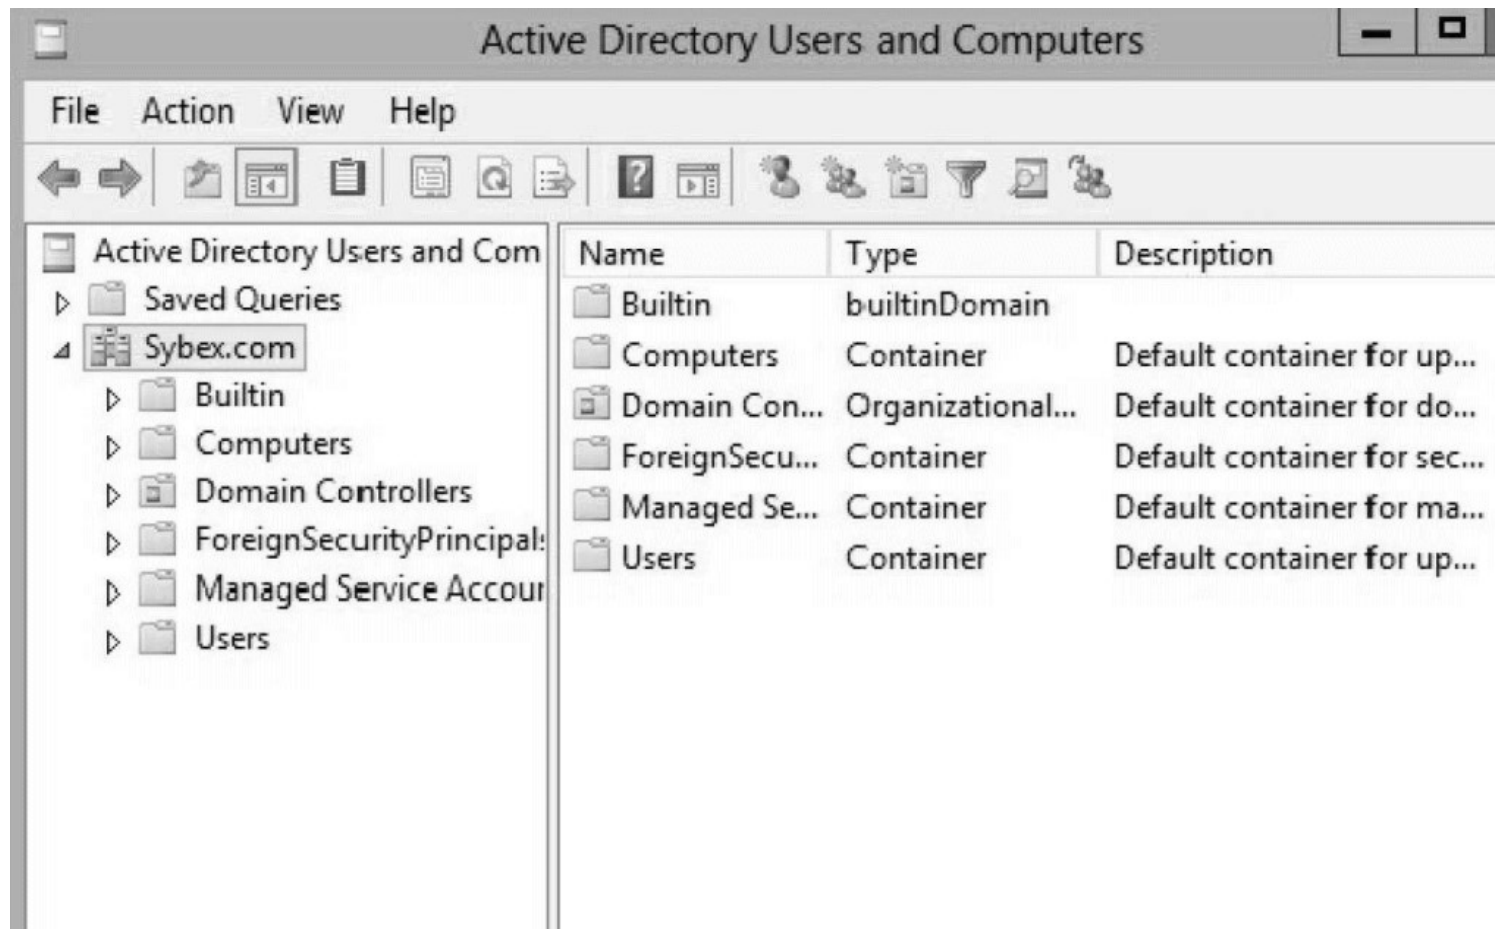 Active Directory Users and Computers
File Action View Help
Active Directory Users and Com
Saved Queries
Sybex.com
Builtin
Computers
Domain Controllers
ForeignSecurityPrincipals
Managed Service Accour
Users
Name Type Description
Builtin builtinDomain
Computers Container Default container for up...
Domain Con... Organizational... Default container for do...
ForeignSecu... Container Default container for sec...
Managed Se... Container Default container for ma...
Users Container Default container for up...